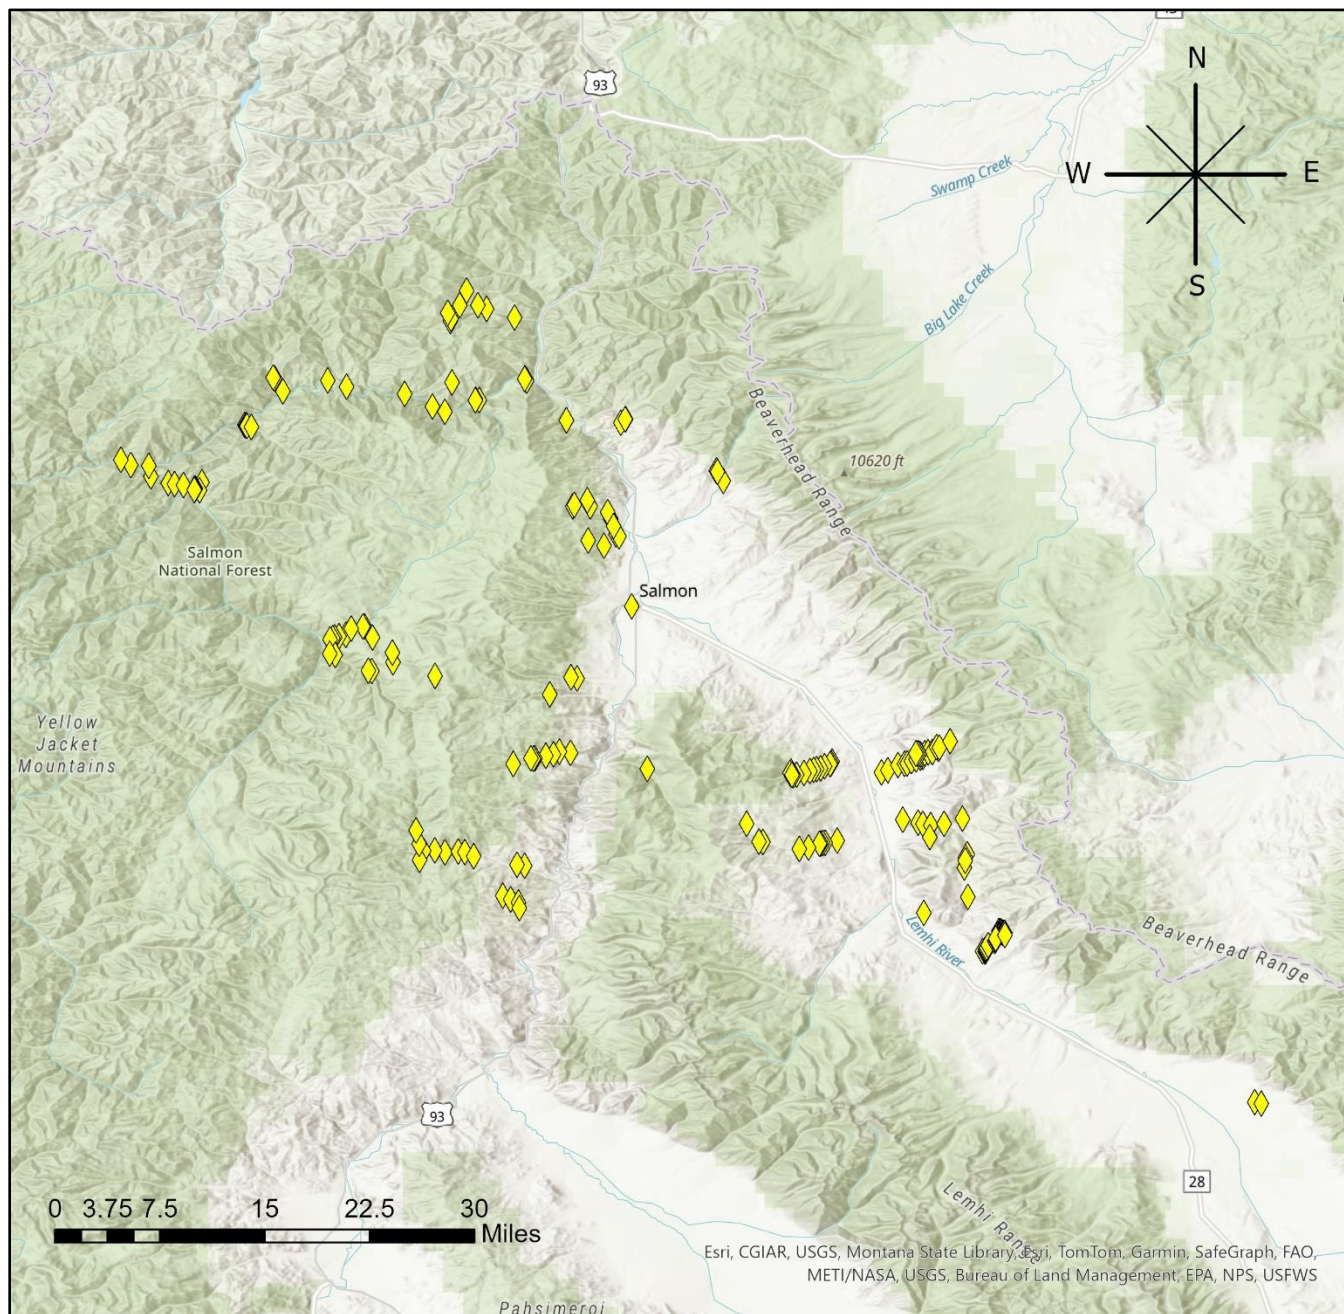 43
93
N
W
E
S
Swamp Creek
Big Lake Creek
Beaverhead Range
10620 ft
Salmon
National Forest
Salmon
Yellow
Jacket
Mountains
Lemhi River
Beaverhead Range
93
28
Lemhi Range
0 3.75 7.5 15 22.5 30
Miles
Esri, CGIAR, USGS, Montana State Library, Esri, TomTom, Garmin, SafeGraph, FAO,
METI/NASA, USGS, Bureau of Land Management, EPA, NPS, USFWS
Pahsimeroi